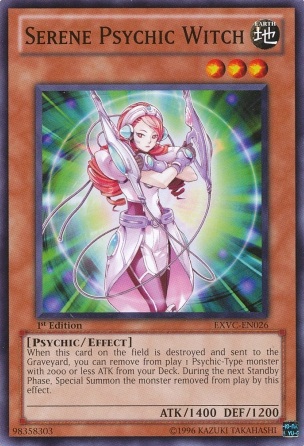 SERENE PSYCHIC WITCH
EARTH
地
1st Edition
EXVC-EN026
[PSYCHIC/EFFECT]
When this card on the field is destroyed and sent to the
Graveyard, you can remove from play 1 Psychic-Type monster
with 2000 or less ATK from your Deck. During the next Standby
Phase, Special Summon the monster removed from play by this
effect.
ATK/1400 DEF/1200
98358303
©1996 KAZUKI TAKAHASHI